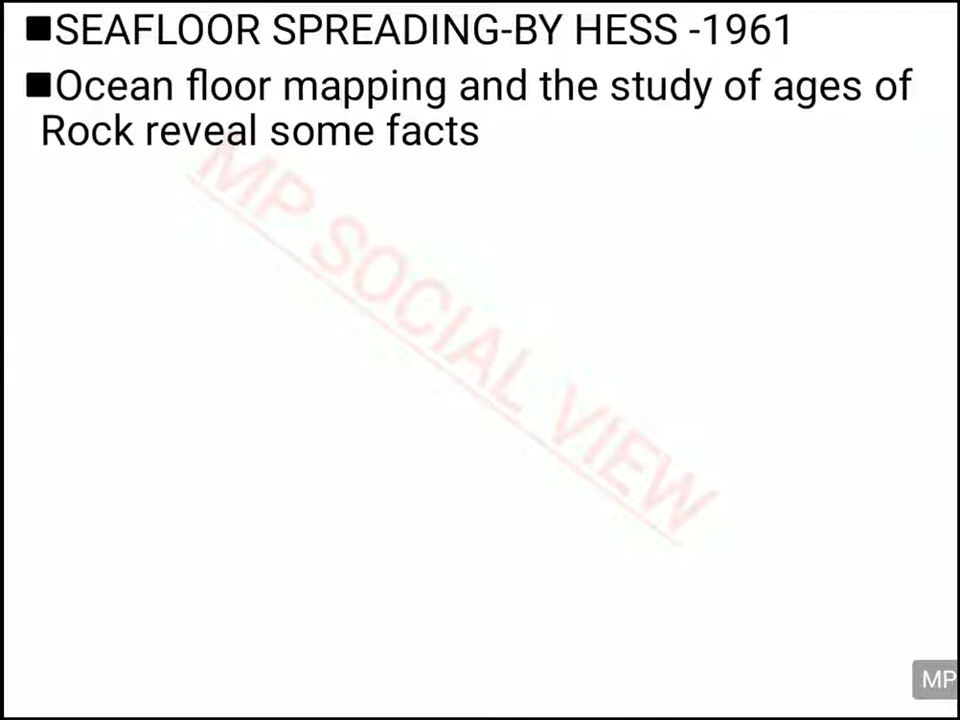 ■SEAFLOOR SPREADING-BY HESS -1961
■Ocean floor mapping and the study of ages of
Rock reveal some facts
MP SOCIAL VIEW
MP